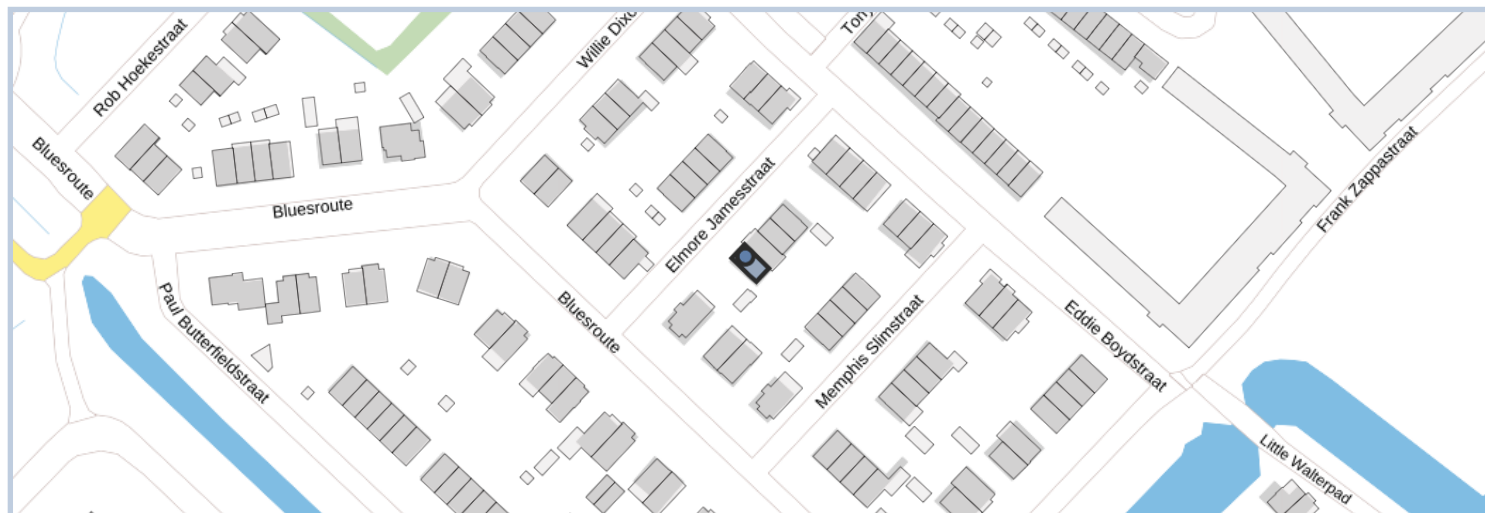 Rob Hoekestraat
Willie Dixo
Tony
Bluesroute
Bluesroute
Elmore Jamesstraat
Frank Zappastraat
Paul Butterfieldstraat
Bluesroute
Memphis Slimstraat
Eddie Boydstraat
Little Walterpad